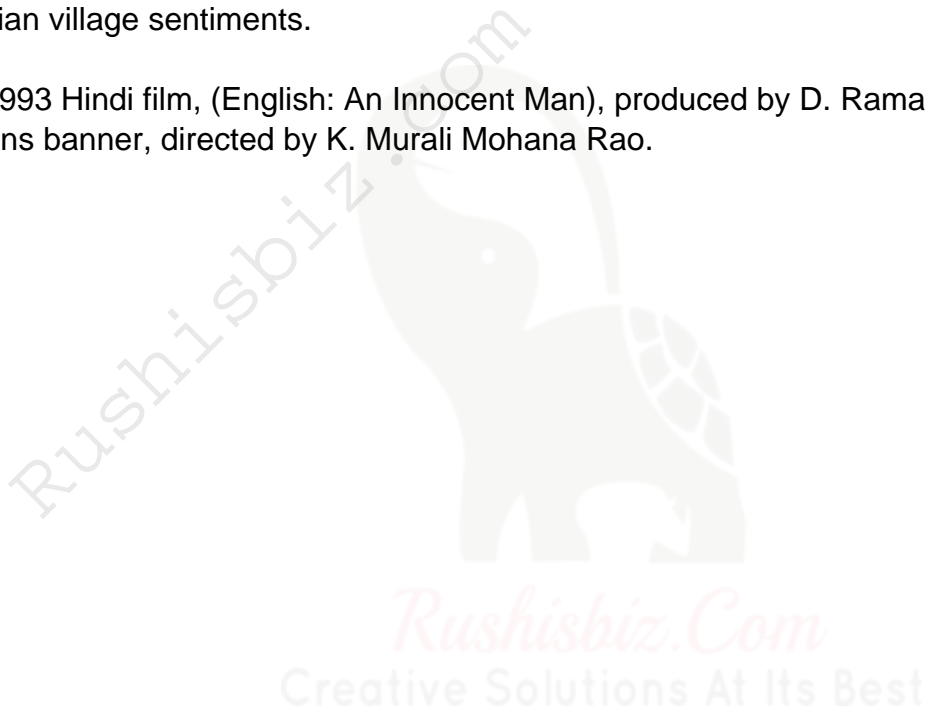 ian village sentiments.
993 Hindi film, (English: An Innocent Man), produced by D. Rama
ns banner, directed by K. Murali Mohana Rao.
Rushisbiz.com
Rushisbiz.Com
Creative Solutions At Its Best